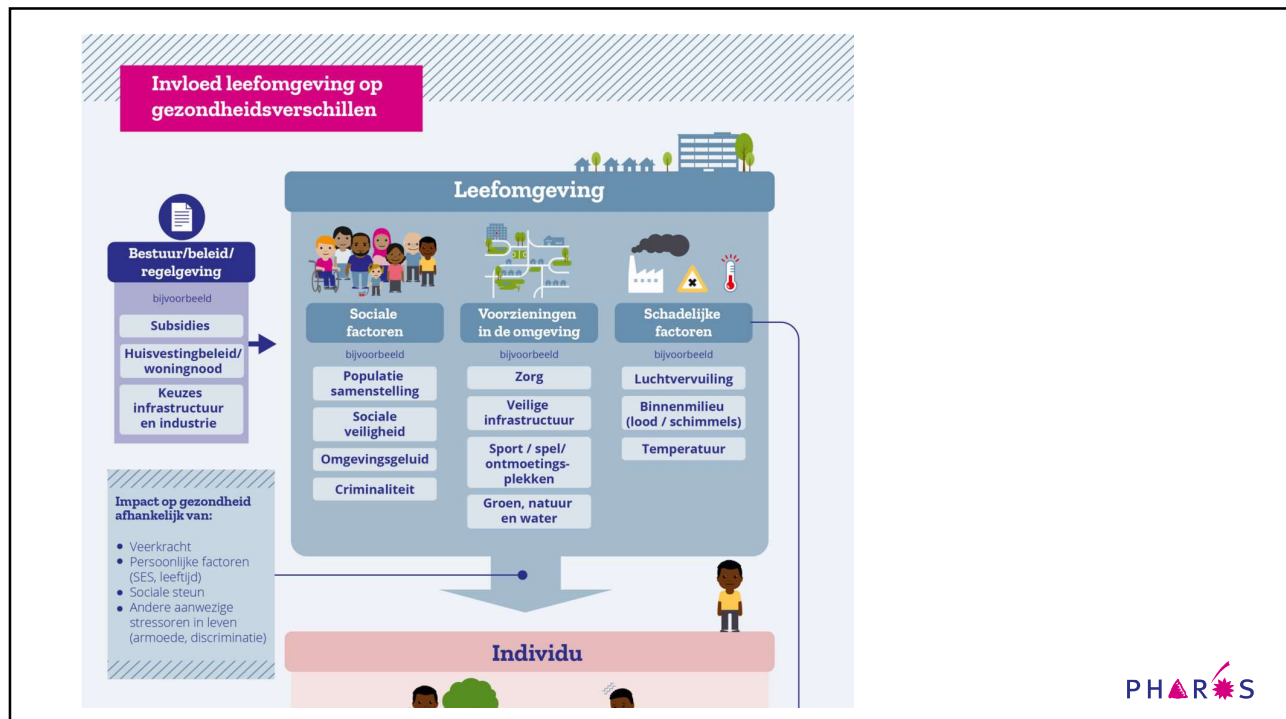 Invloed leefomgeving op
gezondheidsverschillen
Leefomgeving
Bestuur/beleid/
regelgeving
bijvoorbeeld
Subsidies
Huisvestingbeleid/
woningnood
Keuzes
infrastructuur
en industrie
Sociale
factoren
bijvoorbeeld
Populatie
samenstelling
Sociale
veiligheid
Omgevingsgeluid
Criminaliteit
Voorzieningen
in de omgeving
bijvoorbeeld
Zorg
Veilige
infrastructuur
Sport / spel/
ontmoetings-
plekken
Groen, natuur
en water
Schadelijke
factoren
bijvoorbeeld
Luchtvervuiling
Binnenmilieu
(lood / schimmels)
Temperatuur
Impact op gezondheid
afhankelijk van:
• Veerkracht
• Persoonlijke factoren
(SES, leeftijd)
• Sociale steun
• Andere aanwezige
stressoren in leven
(armoede, discriminatie)
Individu
PHAROS